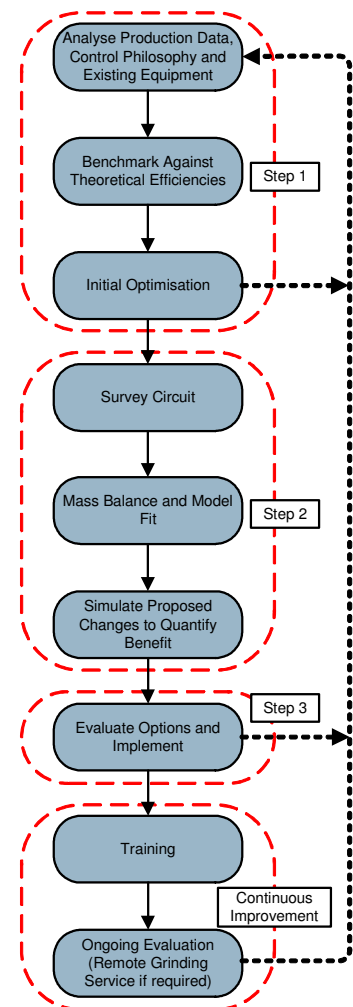 Analyse Production Data,
Control Philosophy and
Existing Equipment
Benchmark Against
Theoretical Efficiencies
Step 1
Initial Optimisation
Survey Circuit
Mass Balance and Model
Fit
Step 2
Simulate Proposed
Changes to Quantify
Benefit
Step 3
Evaluate Options and
Implement
Training
Continuous
Improvement
Ongoing Evaluation
(Remote Grinding
Service if required)